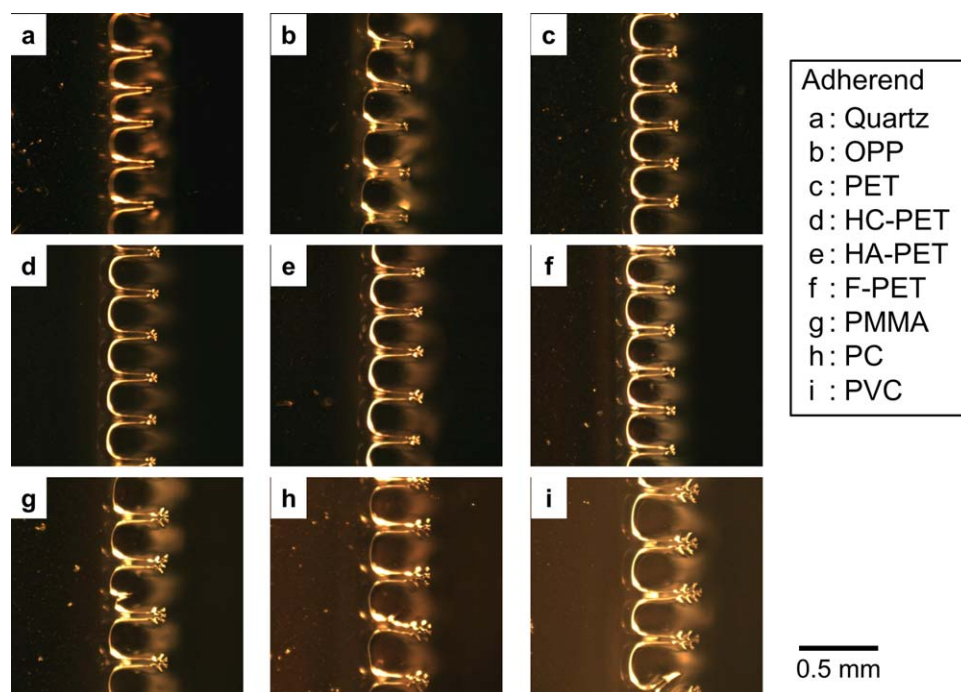 a
b
c
d
e
f
g
h
i
Adherend
a : Quartz
b : OPP
c : PET
d : HC-PET
e : HA-PET
f : F-PET
g : PMMA
h : PC
i : PVC
0.5 mm